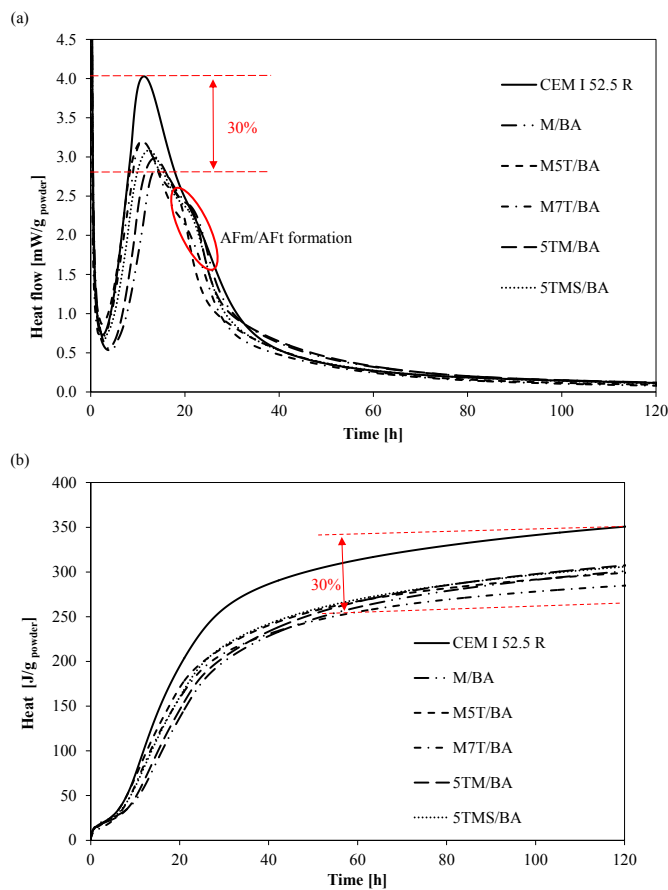 (a)
4.5
4.0
3.5
3.0
2.5
2.0
1.5
1.0
0.5
0.0
Heat flow [mW/g powder]
30%
AFm/AFt formation
CEM I 52.5 R
M/BA
M5T/BA
M7T/BA
5TM/BA
5TMS/BA
0 20 40 60 80 100 120
Time [h]
(b)
400
350
300
250
200
150
100
50
0
Heat [J/g powder]
30%
CEM I 52.5 R
M/BA
M5T/BA
M7T/BA
5TM/BA
5TMS/BA
0 20 40 60 80 100 120
Time [h]